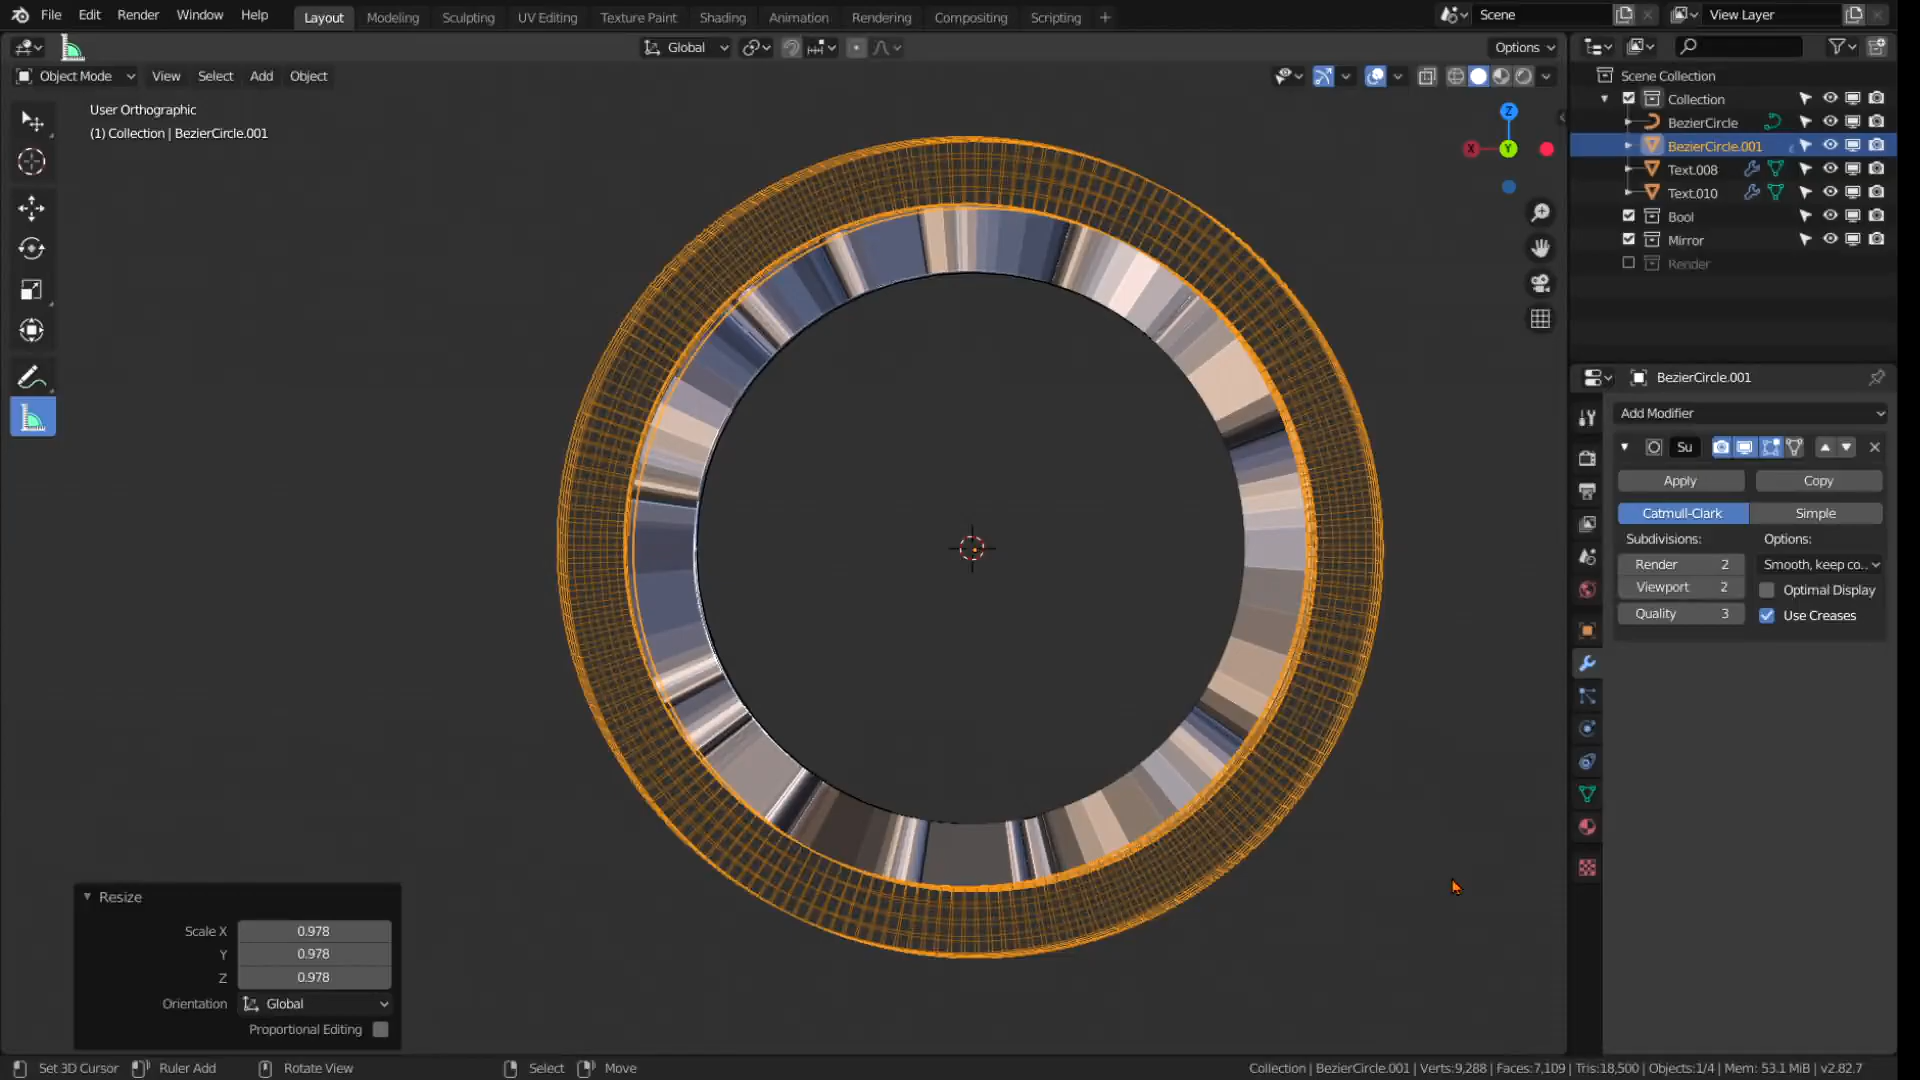 File Edit Render Window Help Layout Modeling Sculpting UV Editing Texture Paint Shading Animation Rendering Compositing Scripting + Scene View Layer
Global Options
Object Mode View Select Add Object
User Orthographic
(1) Collection | BezierCircle.001
Z
X
Y
Scene Collection
Collection
BezierCircle
BezierCircle.001
Text.008
Text.010
Bool
Mirror
Render
BezierCircle.001
Add Modifier
Su
Apply Copy
Catmull-Clark Simple
Subdivisions: Options:
Render 2 Smooth, keep co..
Viewport 2 Optimal Display
Quality 3 Use Creases
Resize
Scale X 0.978
Y 0.978
Z 0.978
Orientation Global
Proportional Editing
Set 3D Cursor Ruler Add Rotate View Select Move Collection | BezierCircle.001 | Verts:9,288 | Faces:7,109 | Tris:18,500 | Objects:1/4 | Mem: 53.1 MiB | v2.82.7